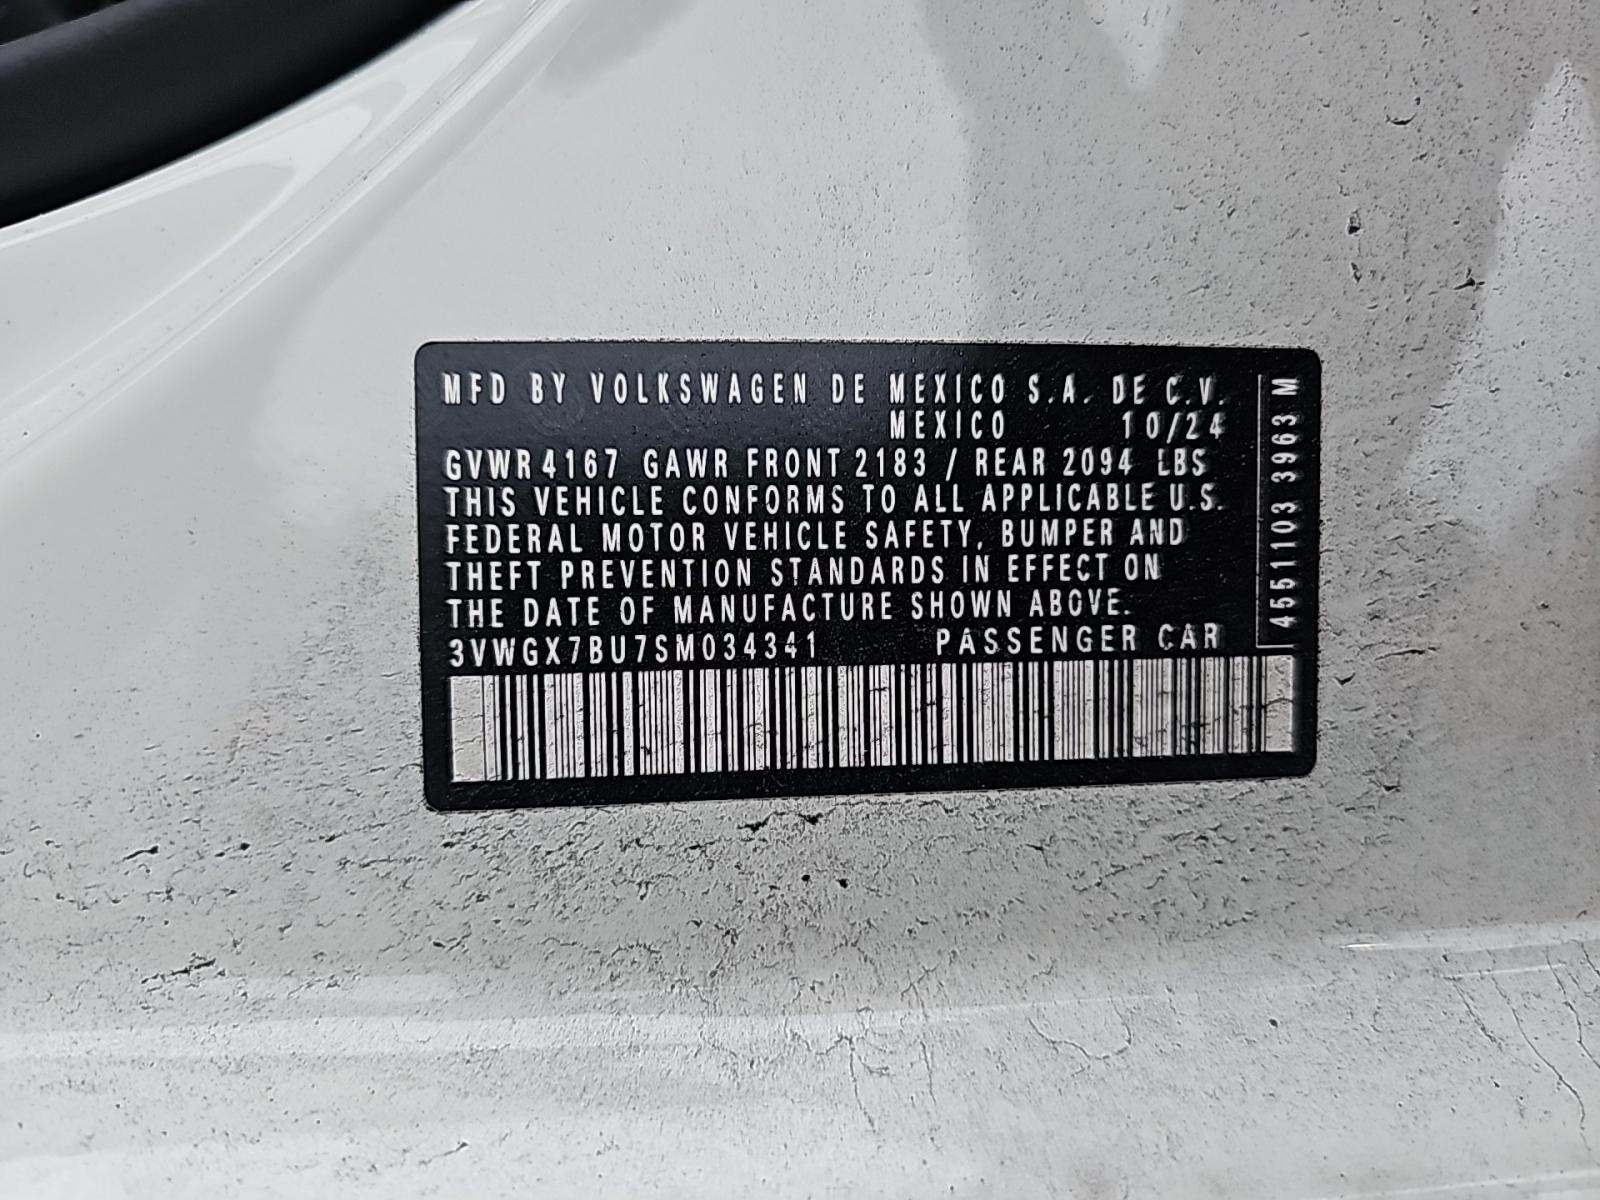 MFD BY VOLKSWAGEN DE MEXICO S.A. DE C.V.
MEXICO 10/24
GVWR 4167 GAWR FRONT 2183 / REAR 2094 LBS
THIS VEHICLE CONFORMS TO ALL APPLICABLE U.S.
FEDERAL MOTOR VEHICLE SAFETY, BUMPER AND
THEFT PREVENTION STANDARDS IN EFFECT ON
THE DATE OF MANUFACTURE SHOWN ABOVE.
3VWGX7BU7SM034341 PASSENGER CAR
4551103 3963 M